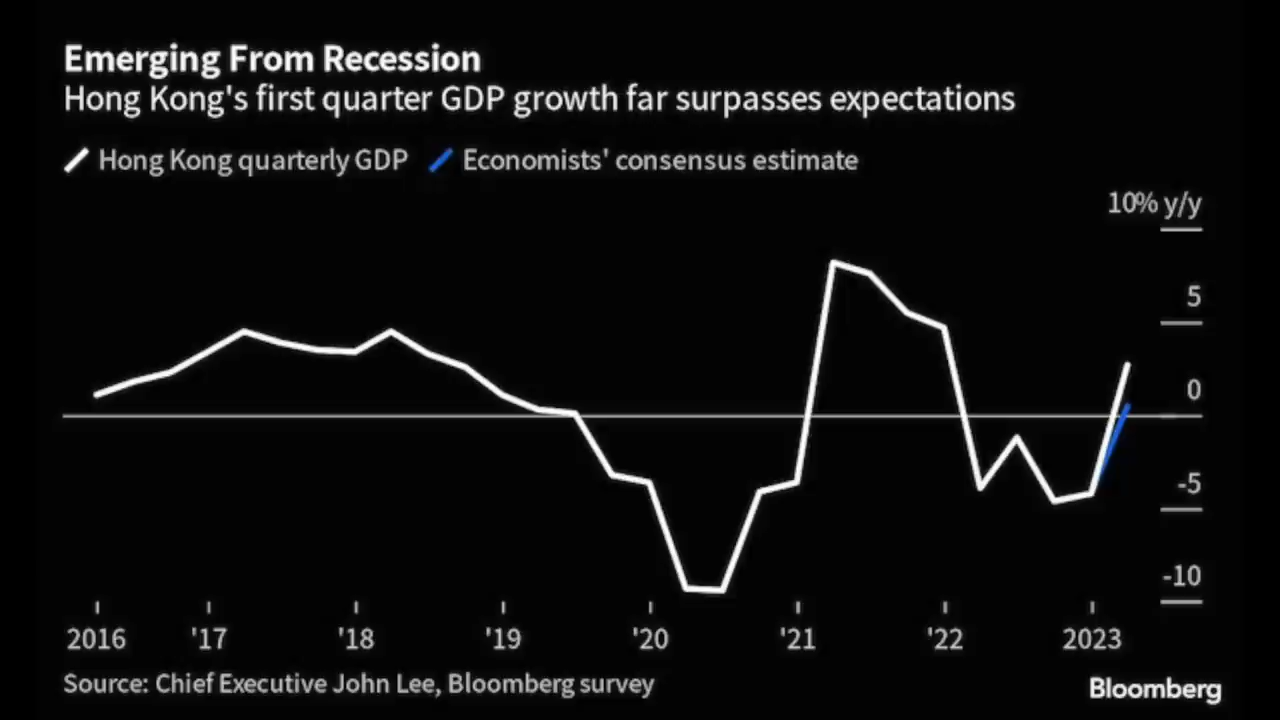 Emerging From Recession
Hong Kong's first quarter GDP growth far surpasses expectations
Hong Kong quarterly GDP Economists' consensus estimate
10% y/y
5
0
-5
-10
2016 '17 '18 '19 '20 '21 '22 2023
Source: Chief Executive John Lee, Bloomberg survey
Bloomberg